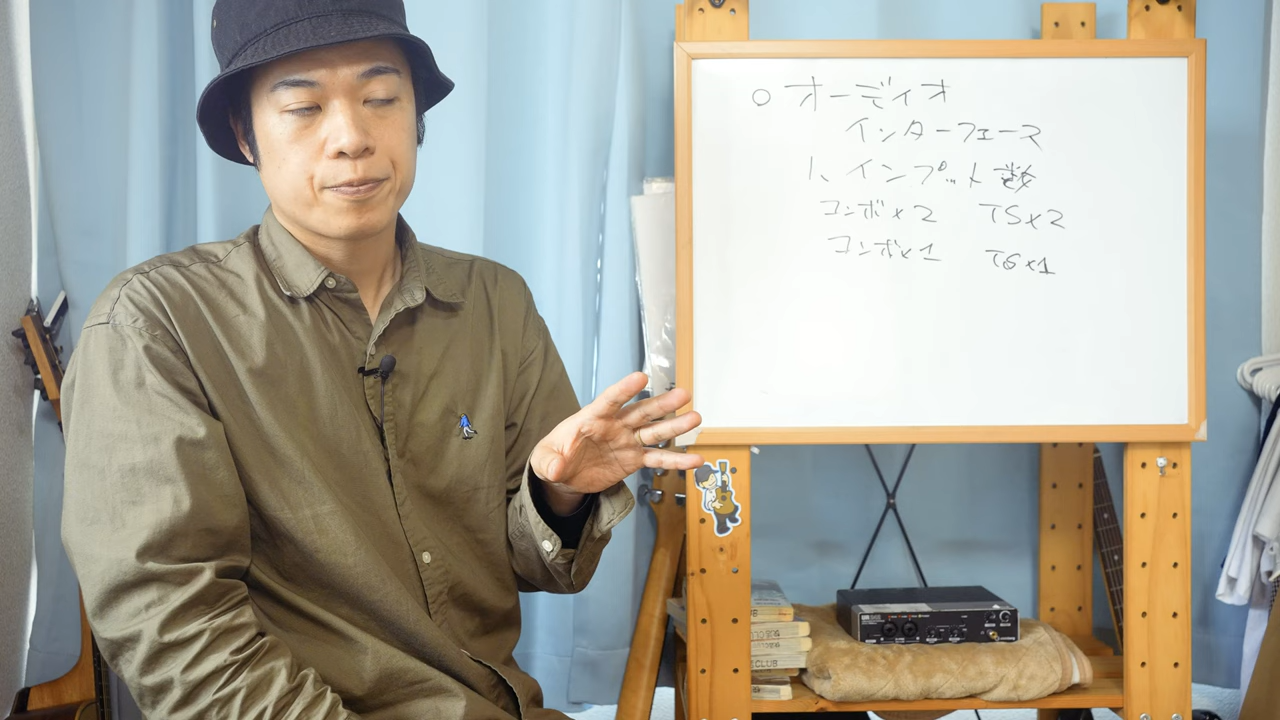 ○ オーディオ
インターフェース
1、インプット数
コンボ×2 TS×2
コンボ×1 TS×1
CLUB